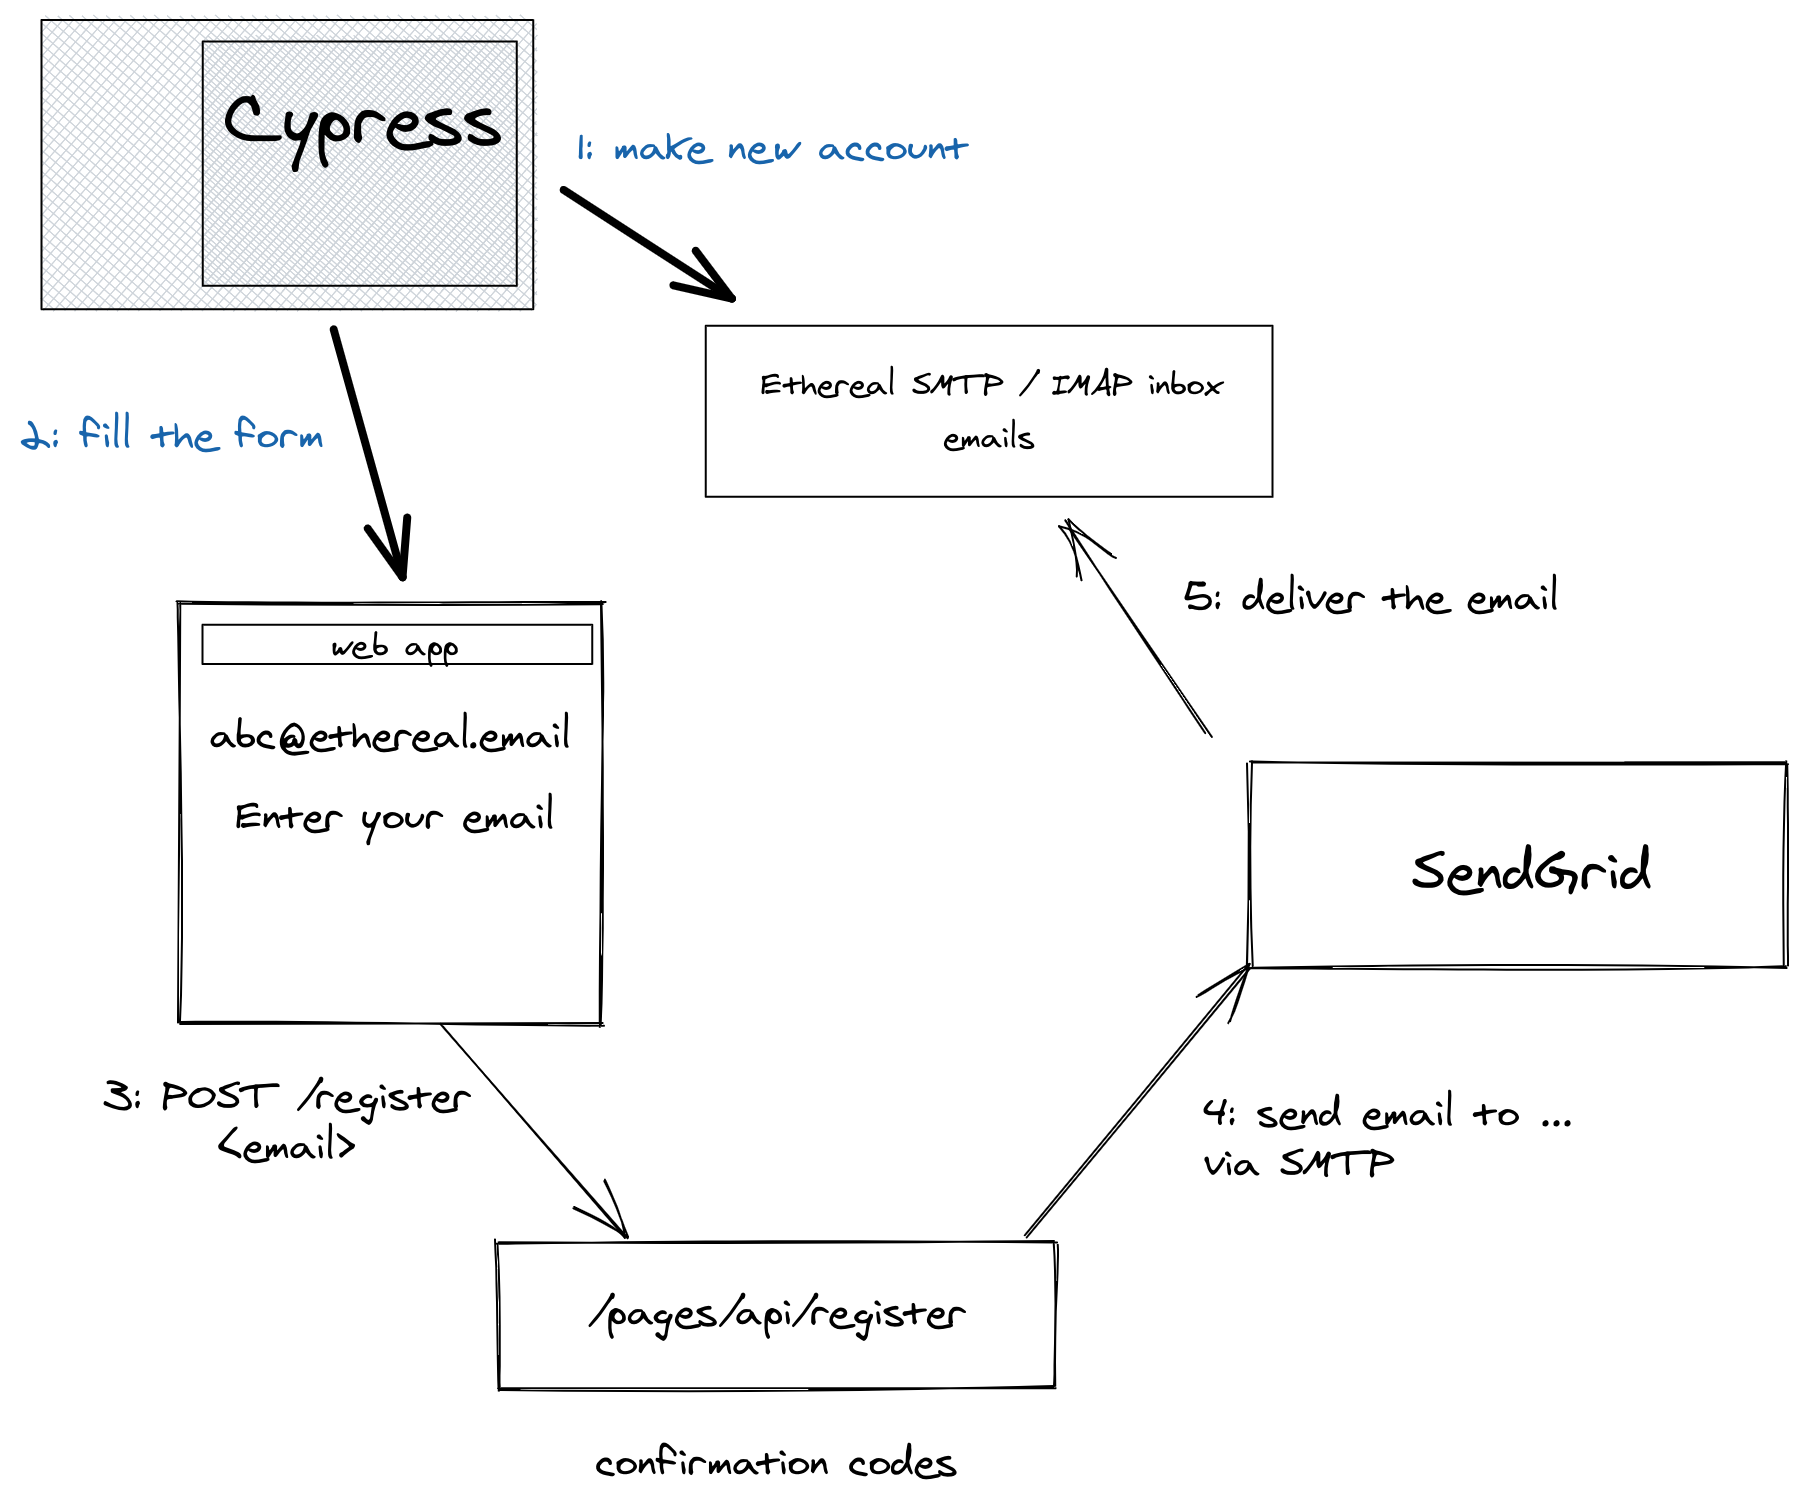 Cypress
1: make new account
Ethereal SMTP / IMAP inbox
emails
2: fill the form
web app
abc@ethereal.email
Enter your email
5: deliver the email
SendGrid
3: POST /register
<email>
4: send email to ...
via SMTP
/pages/api/register
confirmation codes